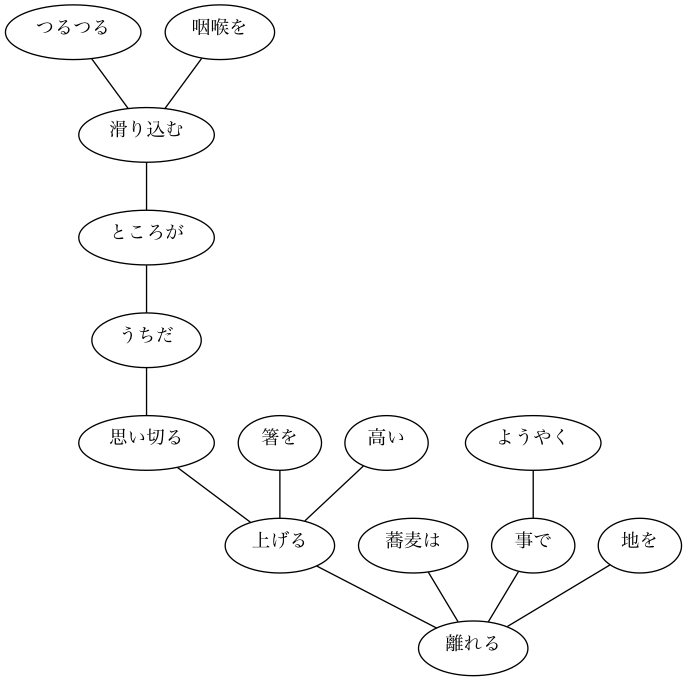 つるつる
咽喉を
滑り込む
ところが
うちだ
思い切る
箸を
高い
ようやく
上げる
蕎麦は
事で
地を
離れる